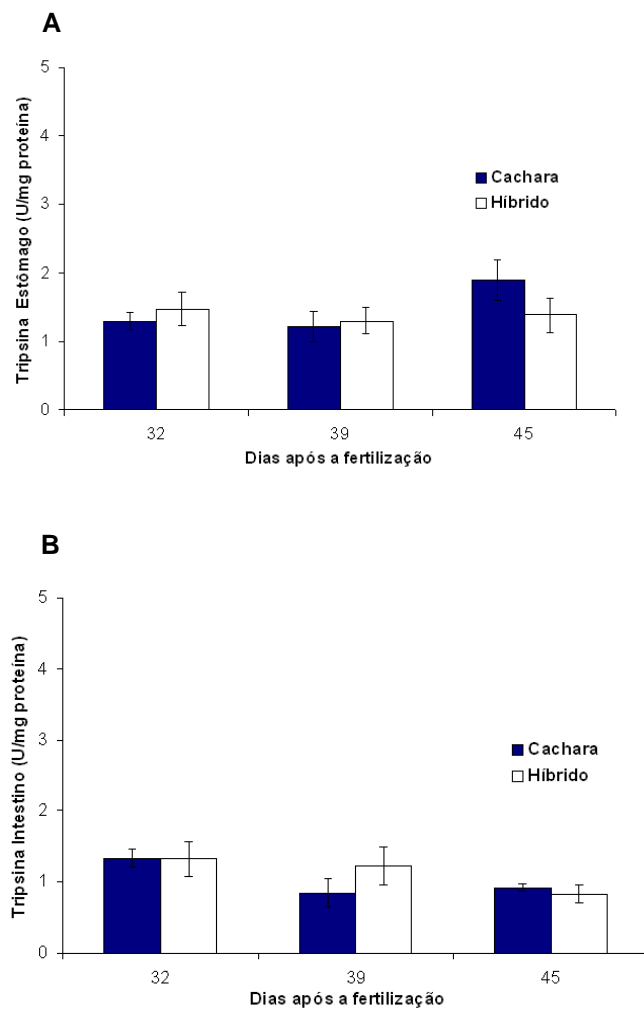 A
Tripsina Estômago (U/mg proteína)
5
4
3
2
1
0
Cachara
Híbrido
32 39 45
Dias após a fertilização
B
Tripsina Intestino (U/mg proteína)
5
4
3
2
1
0
Cachara
Híbrido
32 39 45
Dias após a fertilização